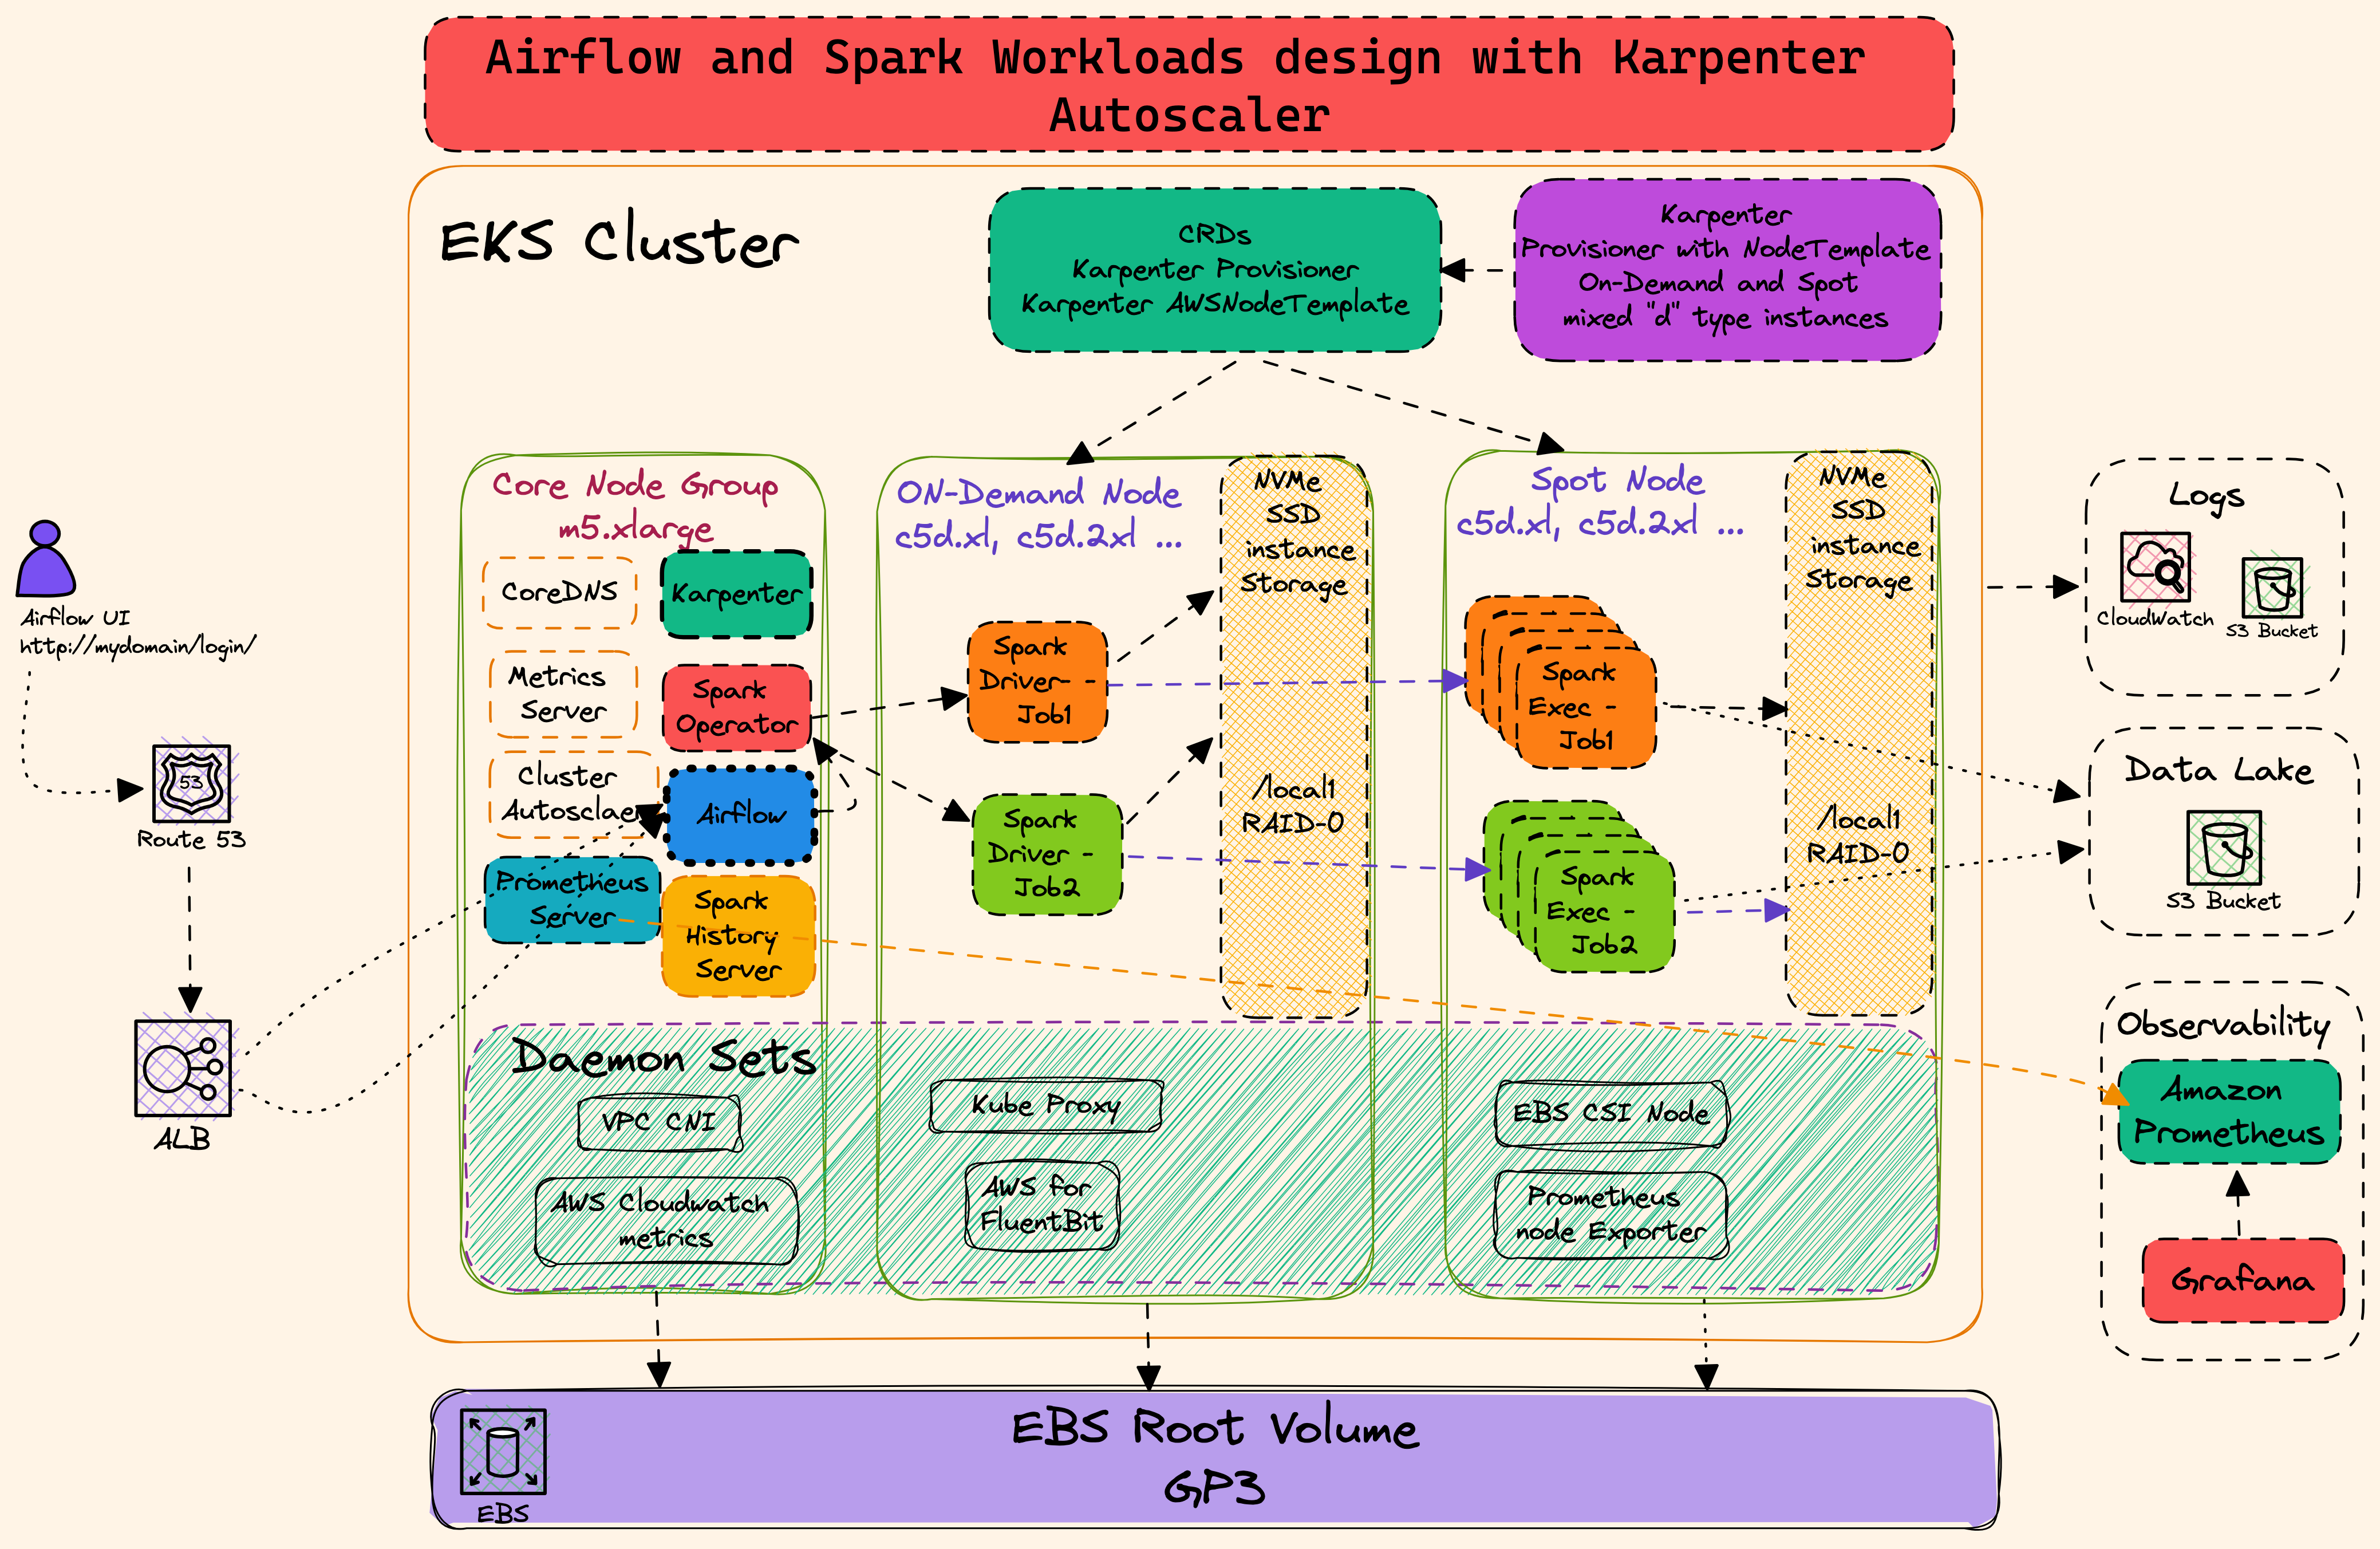 Airflow and Spark Workloads design with Karpenter
Autoscaler
EKS Cluster
CRDs
Karpenter Provisioner
Karpenter AWSNodeTemplate
Karpenter
Provisioner with NodeTemplate
On-Demand and Spot
mixed "d" type instances
Airflow UI
http://mydomain/login/
53
Route 53
ALB
Core Node Group
m5.xlarge
CoreDNS
Karpenter
Metrics
Server
Spark
Operator
Cluster
Autosclaer
Airflow
Prometheus
Server
Spark
History
Server
ON-Demand Node
c5d.xl, c5d.2xl ...
Spark
Driver -
Job1
Spark
Driver -
Job2
NVMe
SSD
instance
Storage
/local1
RAID-0
Spot Node
c5d.xl, c5d.2xl ...
Spark
Exec -
Job1
Spark
Exec -
Job2
NVMe
SSD
instance
Storage
/local1
RAID-0
Daemon Sets
VPC CNI
AWS Cloudwatch
metrics
Kube Proxy
AWS for
FluentBit
EBS CSI Node
Prometheus
node Exporter
Logs
CloudWatch
S3 Bucket
Data Lake
S3 Bucket
Observability
Amazon
Prometheus
Grafana
EBS Root Volume
GP3
EBS